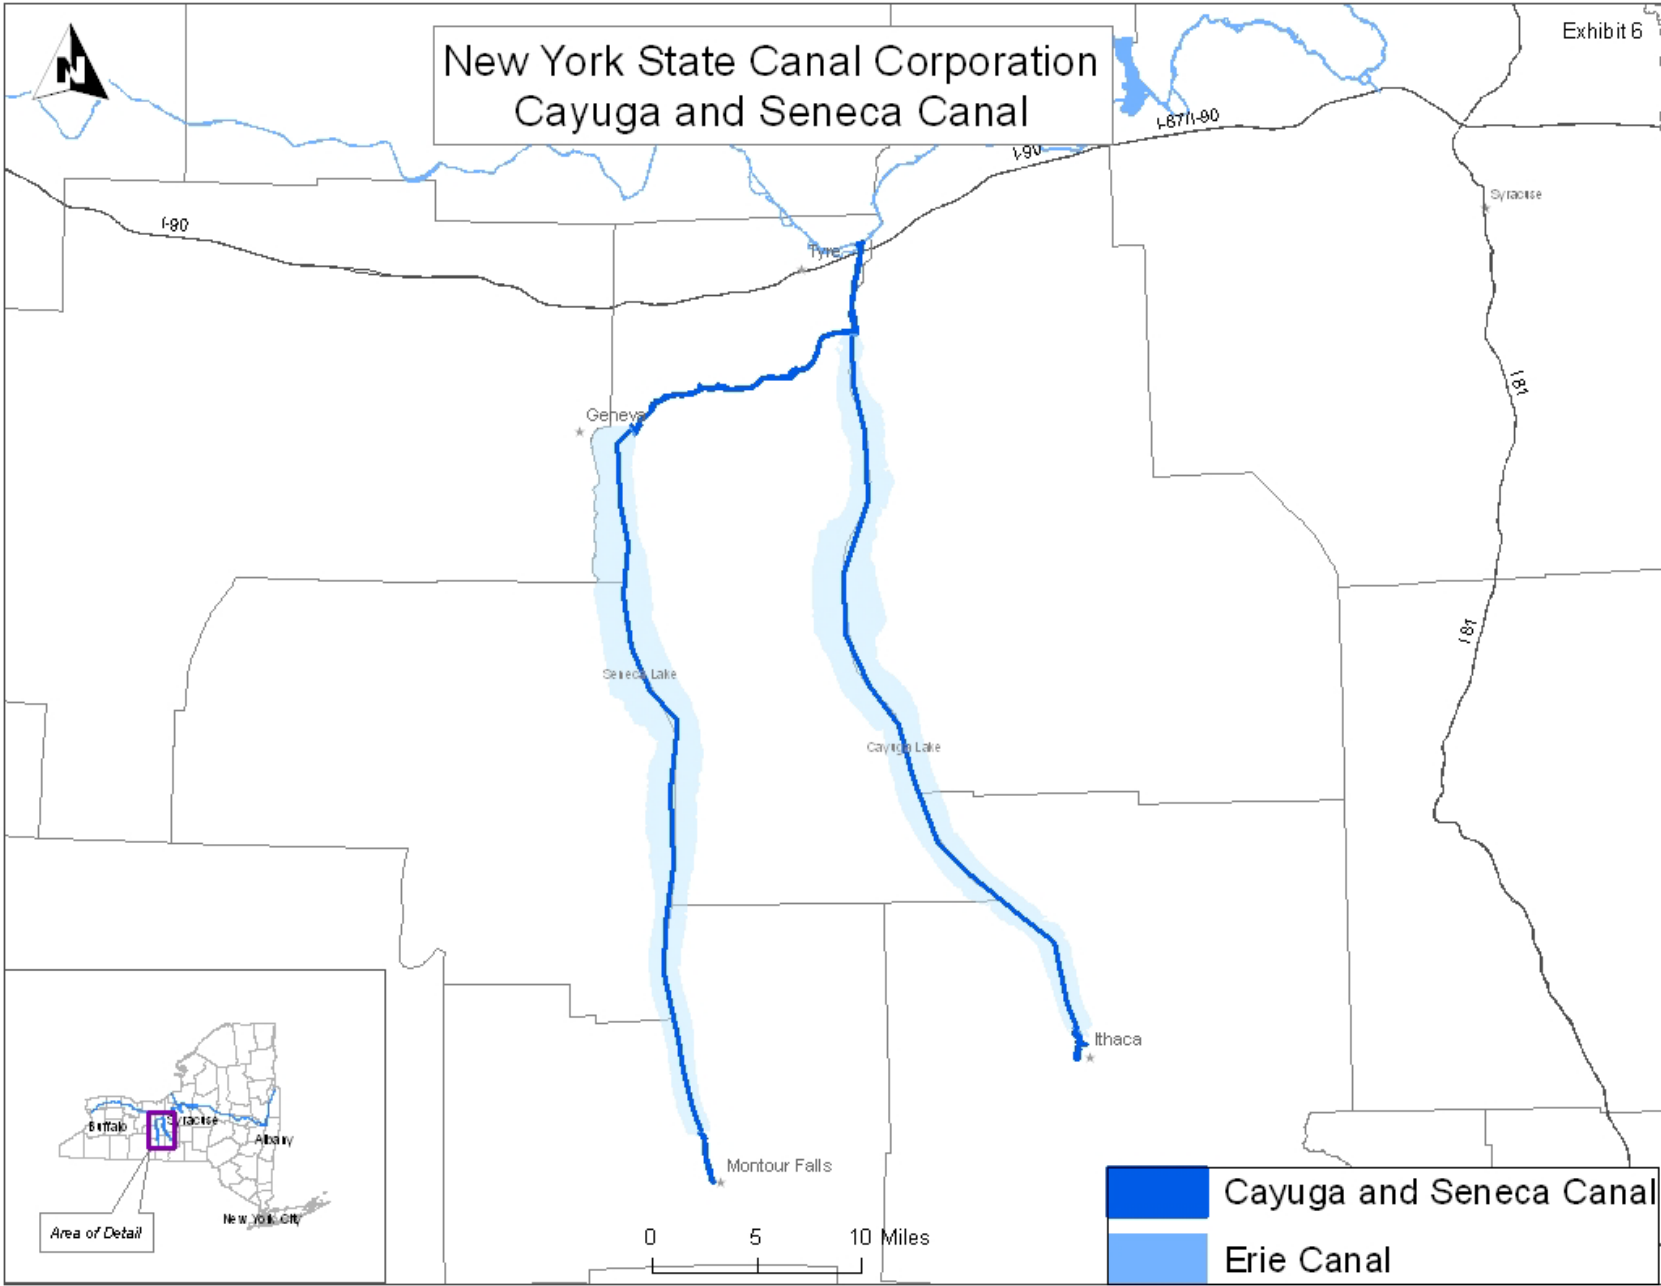 Exhibit 6
N
New York State Canal Corporation
Cayuga and Seneca Canal
I-87/I-90
I-90
Syracuse
I-90
Tyre
I 81
Geneva
I 81
Seneca Lake
Cayuga Lake
Ithaca
Buffalo
Syracuse
Albany
Montour Falls
New York City
Area of Detail
0 5 10 Miles
Cayuga and Seneca Canal
Erie Canal